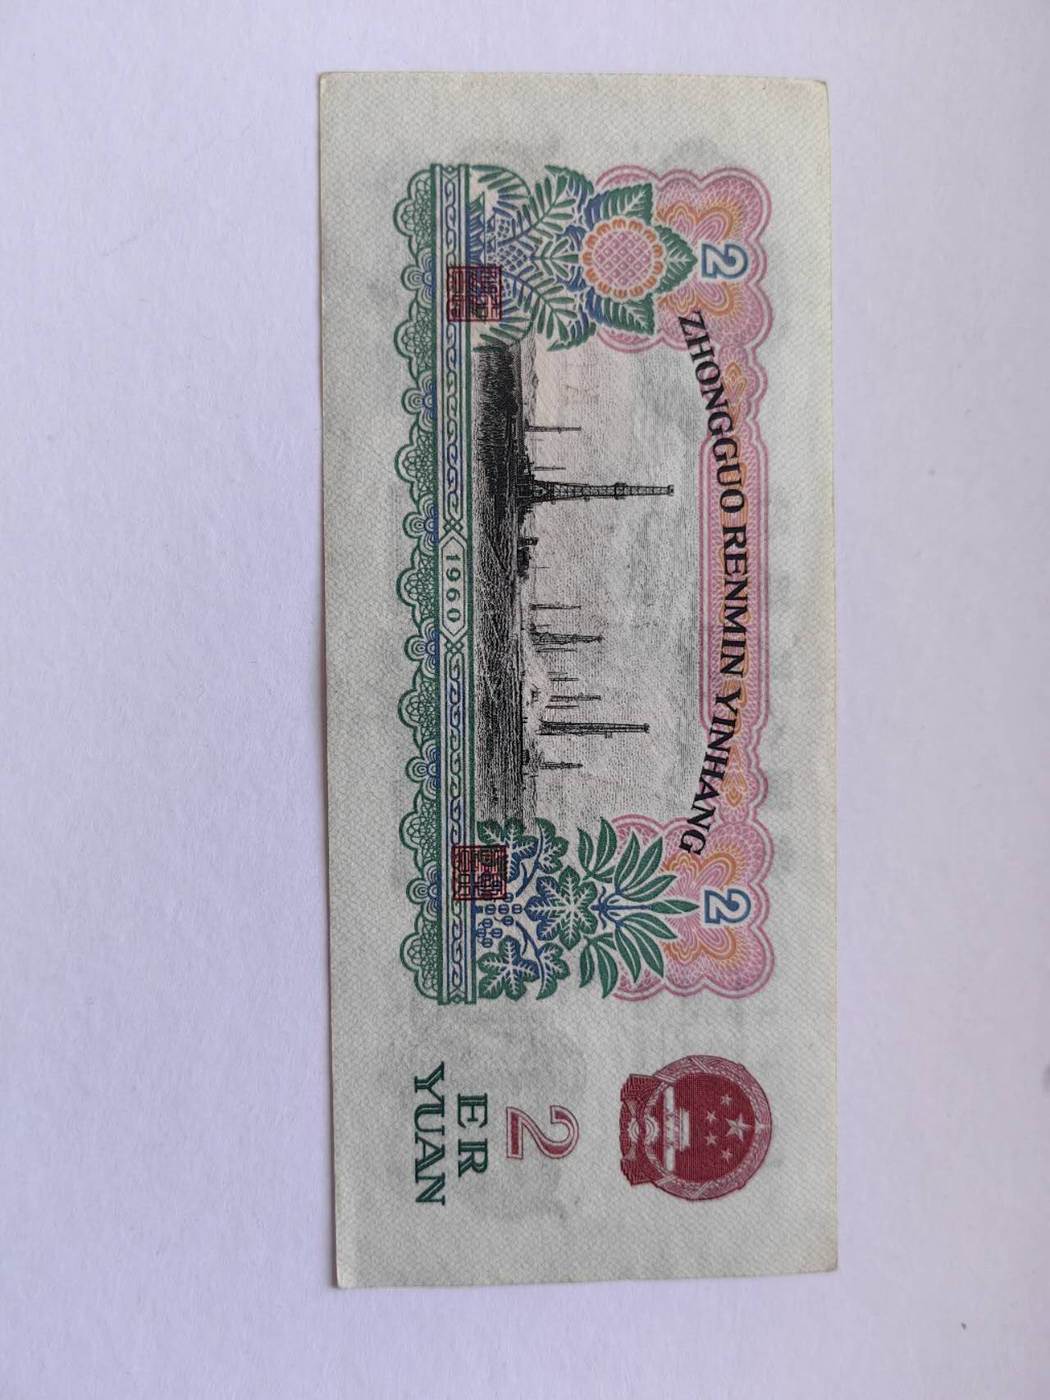 2
ZHONGGUO RENMIN YINHANG
2
1960
2
ER
YUAN